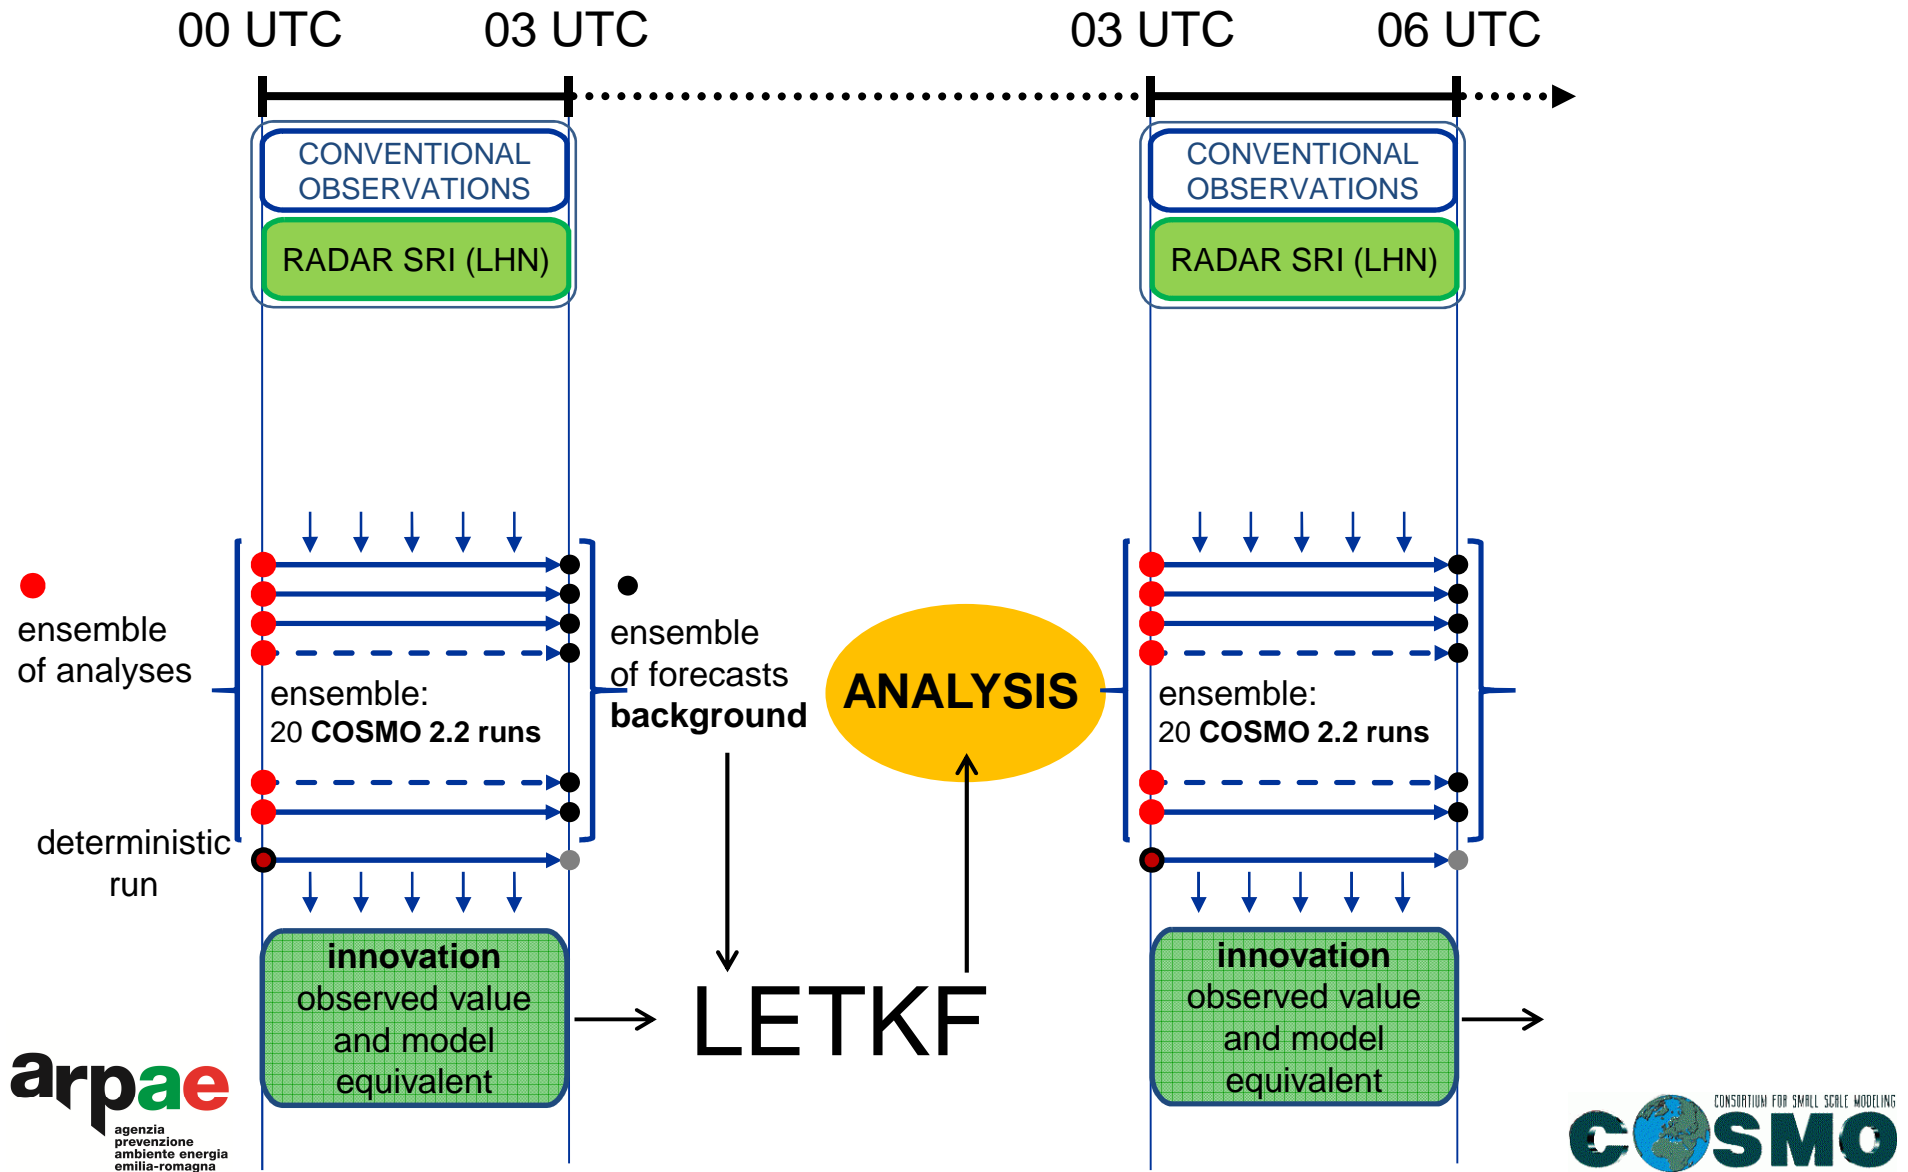 00 UTC
03 UTC
03 UTC
06 UTC
CONVENTIONAL
OBSERVATIONS
RADAR SRI (LHN)
CONVENTIONAL
OBSERVATIONS
RADAR SRI (LHN)
ensemble
of analyses
ensemble:
20 COSMO 2.2 runs
deterministic
run
ensemble
of forecasts
background
ANALYSIS
ensemble:
20 COSMO 2.2 runs
innovation
observed value
and model
equivalent
LETKF
innovation
observed value
and model
equivalent
arpae
agenzia
prevenzione
ambiente energia
emilia-romagna
CONSORTIUM FOR SMALL SCALE MODELING
COSMO